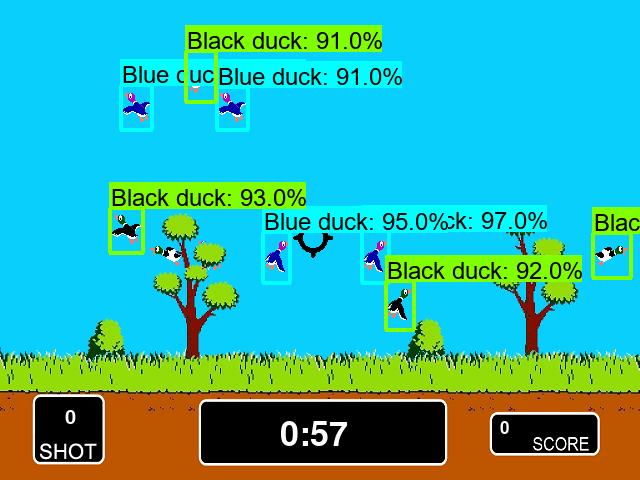 Black duck: 91.0%
Blue duc Blue duck: 91.0%
Black duck: 93.0%
Blue duck: 95.0% ck: 97.0% Blac
Black duck: 92.0%
0 SHOT
0:57
0 SCORE